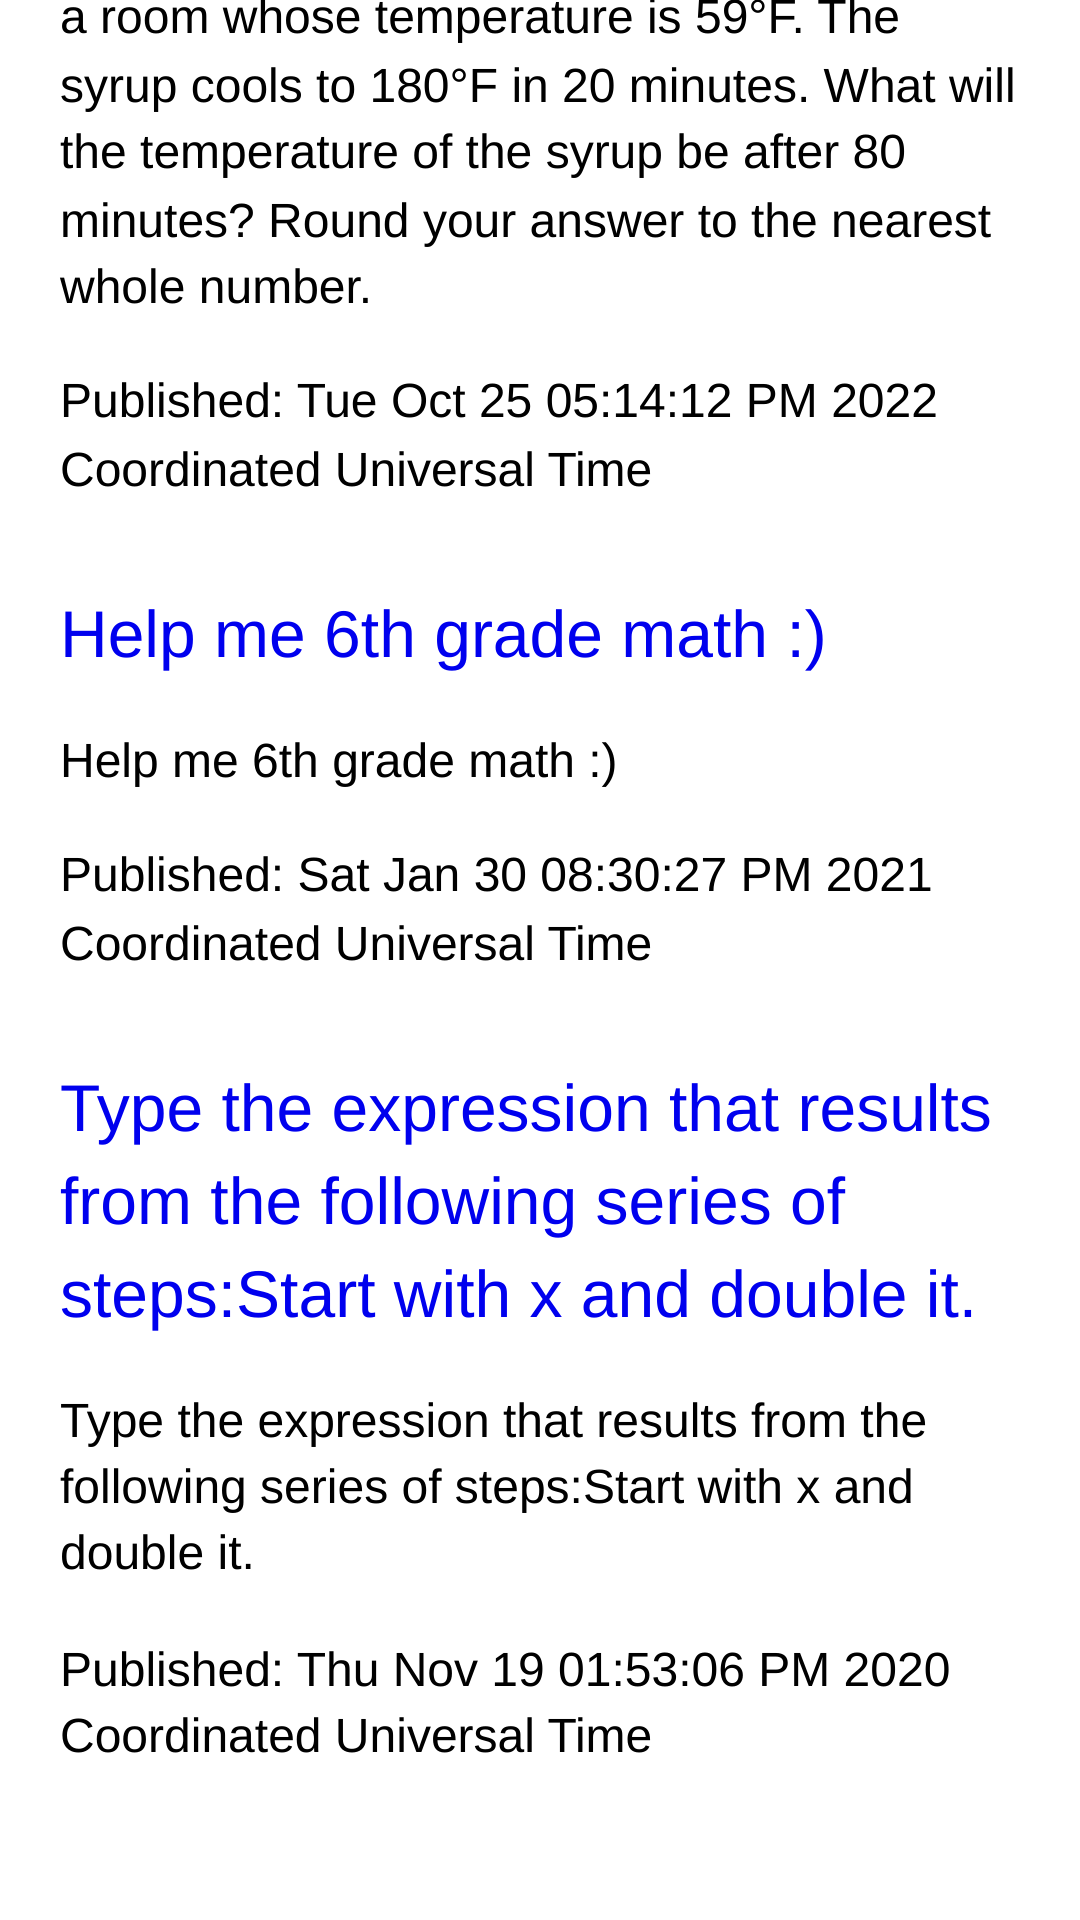 a room whose temperature is 59°F. The
syrup cools to 180°F in 20 minutes. What will
the temperature of the syrup be after 80
minutes? Round your answer to the nearest
whole number.
Published: Tue Oct 25 05:14:12 PM 2022
Coordinated Universal Time
Help me 6th grade math :)
Help me 6th grade math :)
Published: Sat Jan 30 08:30:27 PM 2021
Coordinated Universal Time
Type the expression that results
from the following series of
steps:Start with x and double it.
Type the expression that results from the
following series of steps:Start with x and
double it.
Published: Thu Nov 19 01:53:06 PM 2020
Coordinated Universal Time